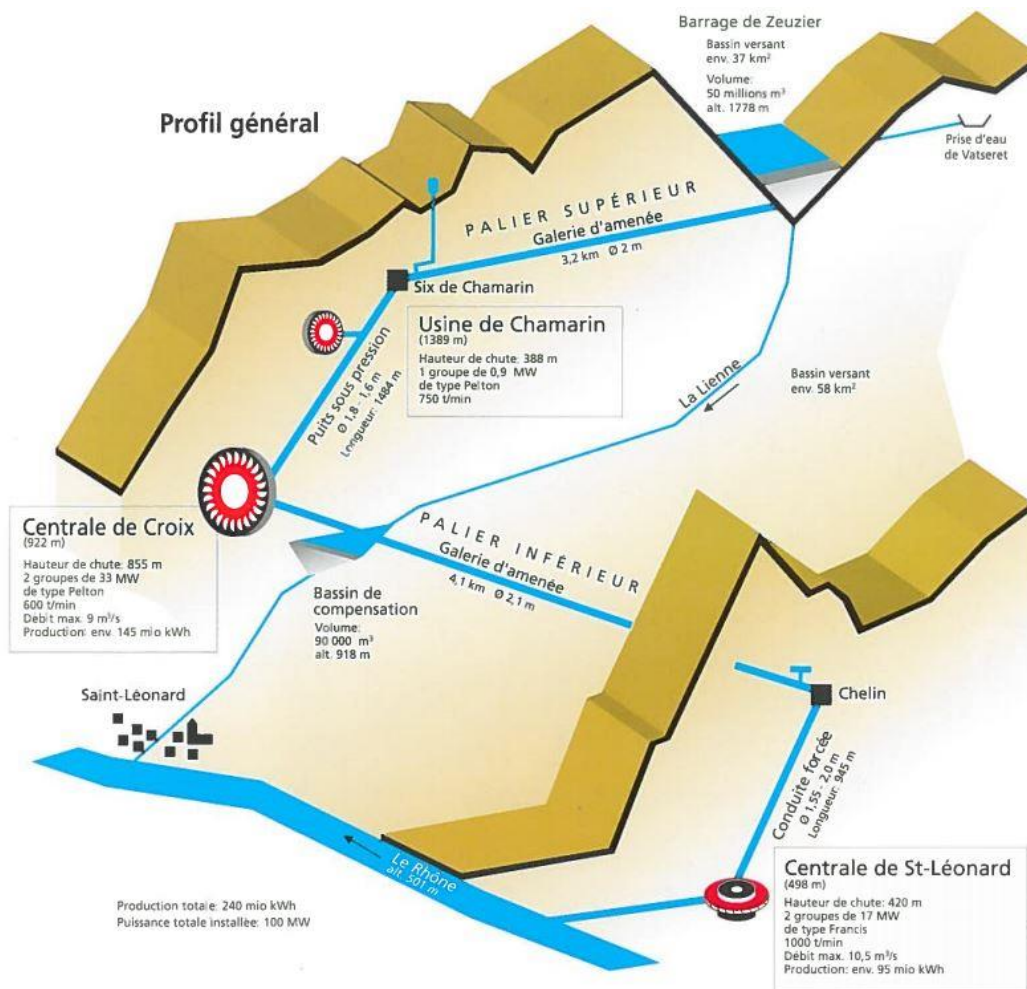 Profil général
Barrage de Zeuzier
Bassin versant
env. 37 km²
Volume:
50 millions m³
alt. 1778 m
Prise d'eau
de Vatseret
PALIER SUPÉRIEUR
Galerie d'amenée
3,2 km Ø 2 m
Six de Chamarin
Usine de Chamarin
(1389 m)
Hauteur de chute: 388 m
1 groupe de 0,9 MW
de type Pelton
750 t/min
Puits sous pression
Ø 1,8 - 1,6 m
Longueur: 1484 m
La Lienne
Bassin versant
env. 58 km²
Centrale de Croix
(922 m)
Hauteur de chute: 855 m
2 groupes de 33 MW
de type Pelton
600 t/min
Débit max. 9 m³/s
Production: env. 145 mio kWh
PALIER INFÉRIEUR
Galerie d'amenée
4,1 km Ø 2,1 m
Bassin de
compensation
Volume:
90 000 m³
alt. 918 m
Saint-Léonard
Chelin
Conduite forcée
Ø 1,55 - 2,0 m
Longueur: 945 m
Le Rhône
alt. 501 m
Production totale: 240 mio kWh
Puissance totale installée: 100 MW
Centrale de St-Léonard
(498 m)
Hauteur de chute: 420 m
2 groupes de 17 MW
de type Francis
1000 t/min
Débit max. 10,5 m³/s
Production: env. 95 mio kWh